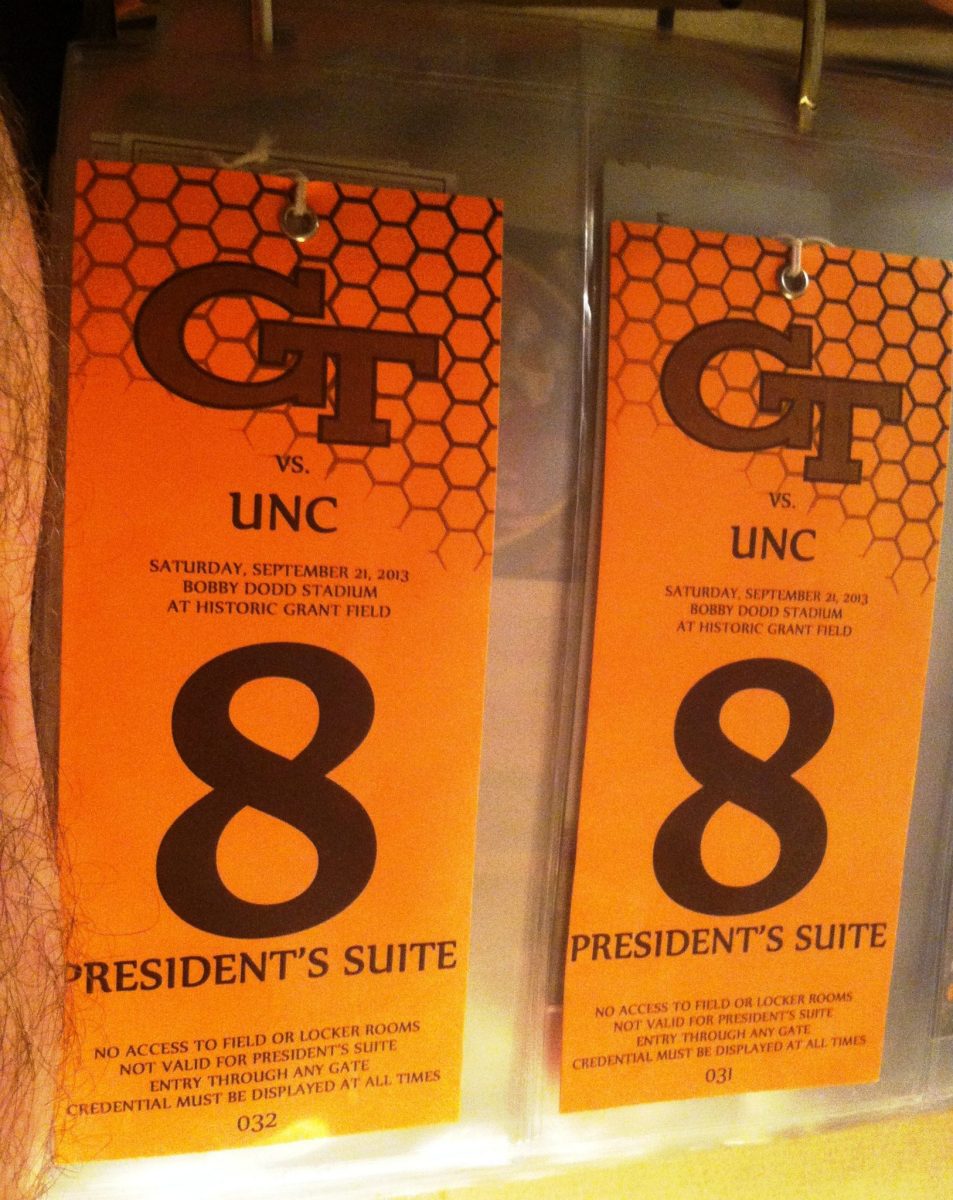 GT
VS.
UNC
SATURDAY, SEPTEMBER 21, 2013
BOBBY DODD STADIUM
AT HISTORIC GRANT FIELD
8
PRESIDENT'S SUITE
NO ACCESS TO FIELD OR LOCKER ROOMS
NOT VALID FOR PRESIDENT'S SUITE
ENTRY THROUGH ANY GATE
CREDENTIAL MUST BE DISPLAYED AT ALL TIMES
032
GT
VS.
UNC
SATURDAY, SEPTEMBER 21, 2013
BOBBY DODD STADIUM
AT HISTORIC GRANT FIELD
8
PRESIDENT'S SUITE
NO ACCESS TO FIELD OR LOCKER ROOMS
NOT VALID FOR PRESIDENT'S SUITE
ENTRY THROUGH ANY GATE
CREDENTIAL MUST BE DISPLAYED AT ALL TIMES
031